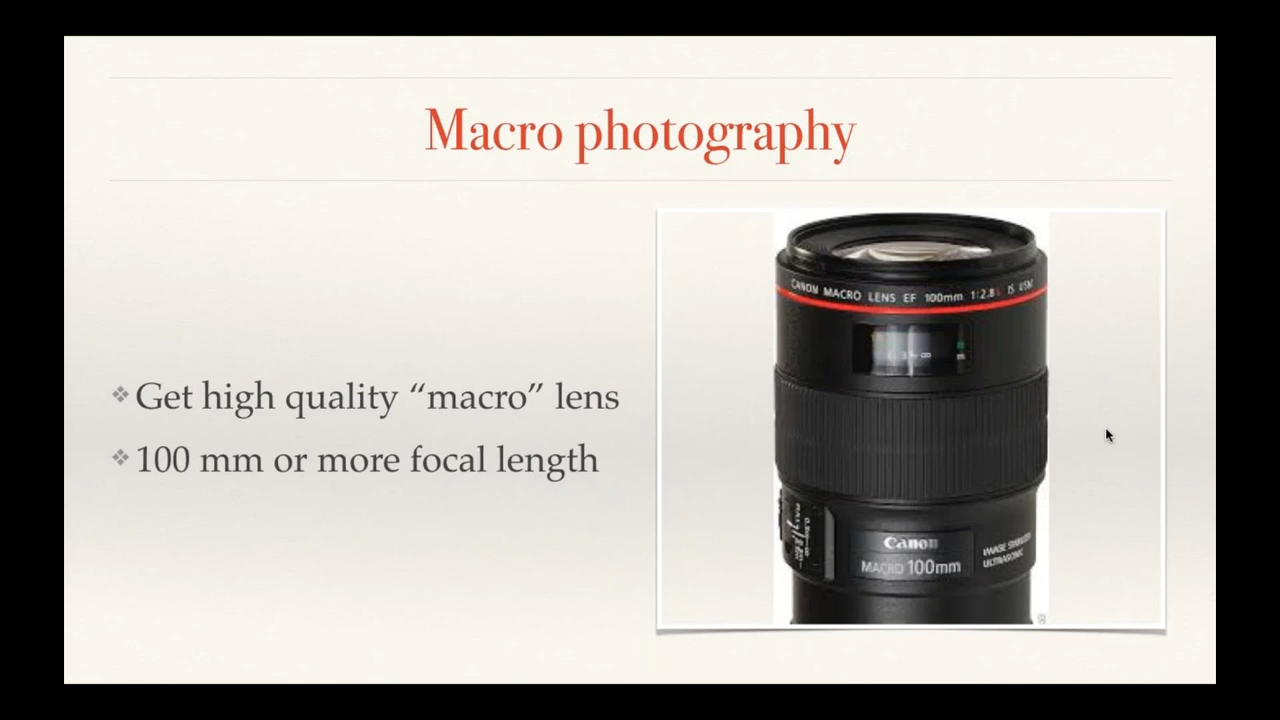 Macro photography
❖ Get high quality “macro” lens
❖ 100 mm or more focal length
CANON MACRO LENS EF 100mm 1:2.8 L IS USM
Canon
MACRO 100mm
IMAGE STABILIZER
ULTRASONIC